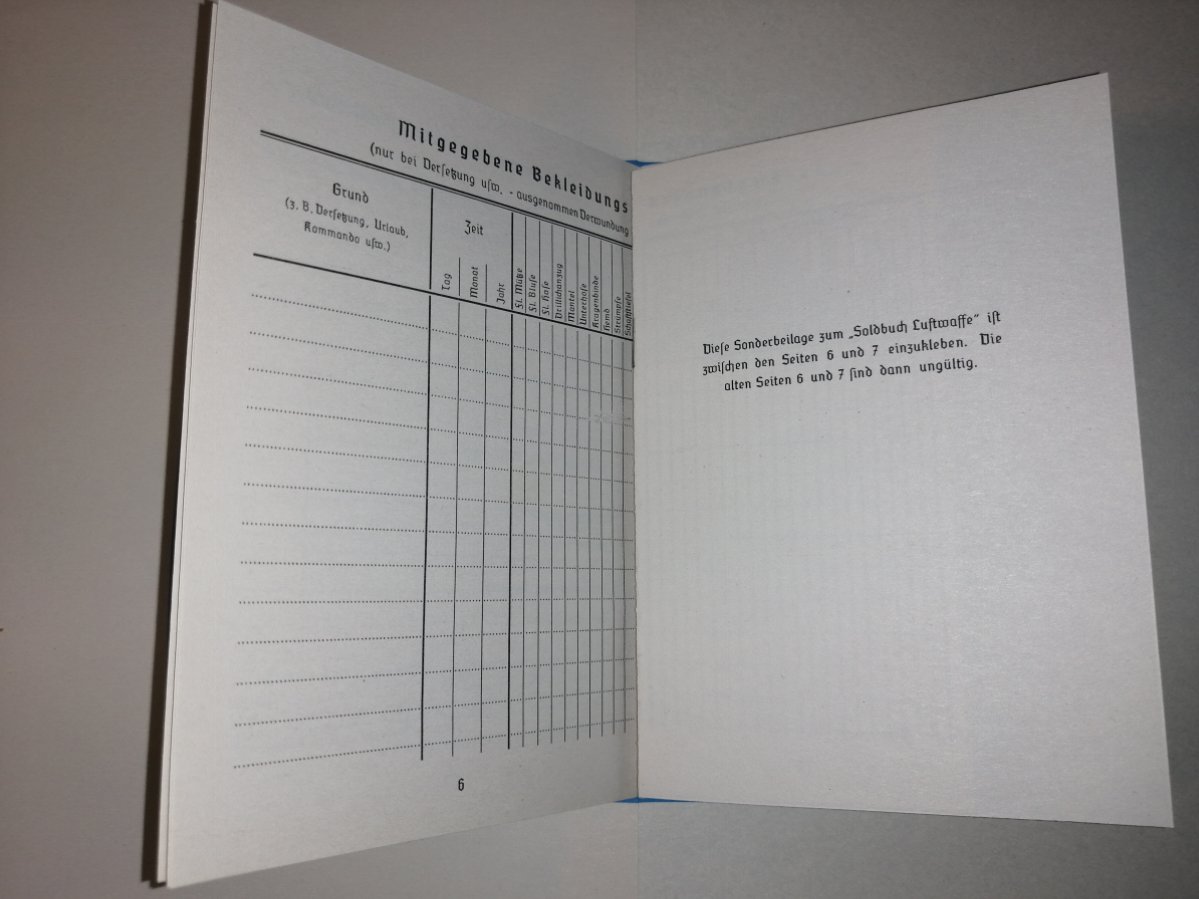 Mitgegebene Bekleidungs
(nur bei Versetzung usw. - ausgenommen Verwundung
Grund
(z. B. Versetzung, Urlaub,
Kommando usw.)
Zeit
Tag
Monat
Jahr
Fl. Mütze
Fl. Bluse
Fl. Hose
Drillichanzug
Mantel
Unterhose
Kragenbinde
Hemd
Strümpfe
Schaftstiefel
6
Diese Sonderbeilage zum „Soldbuch Luftwaffe" ist
zwischen den Seiten 6 und 7 einzukleben. Die
alten Seiten 6 und 7 sind dann ungültig.